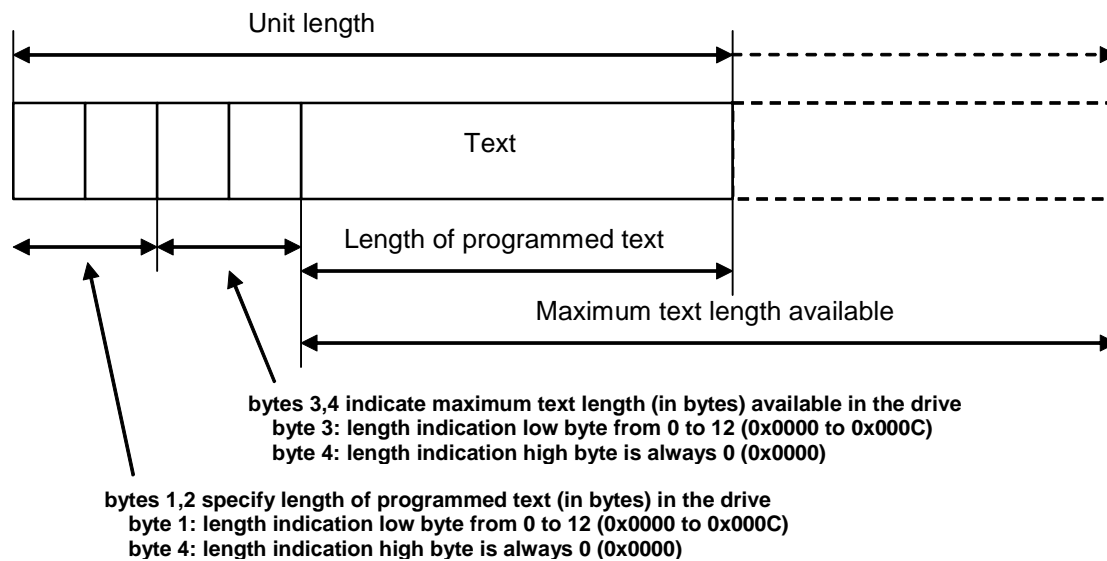 Unit length
Text
Length of programmed text
Maximum text length available
bytes 3,4 indicate maximum text length (in bytes) available in the drive
byte 3: length indication low byte from 0 to 12 (0x0000 to 0x000C)
byte 4: length indication high byte is always 0 (0x0000)
bytes 1,2 specify length of programmed text (in bytes) in the drive
byte 1: length indication low byte from 0 to 12 (0x0000 to 0x000C)
byte 4: length indication high byte is always 0 (0x0000)